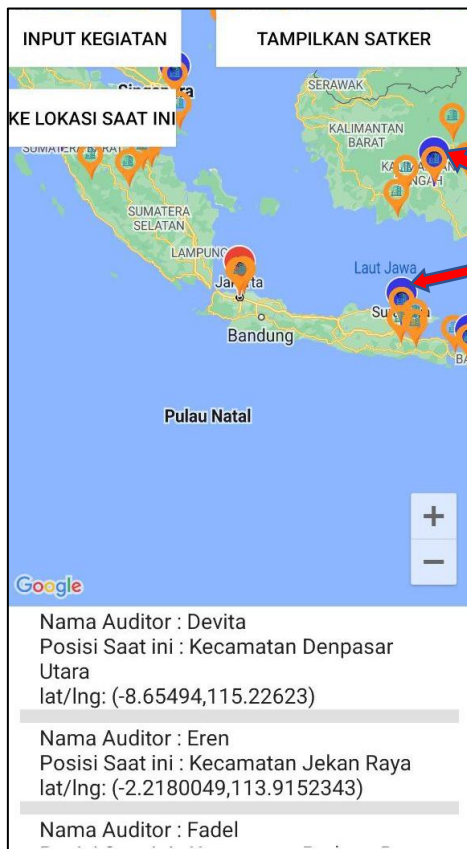 INPUT KEGIATAN
TAMPILKAN SATKER
KE LOKASI SAAT INI
SERAWAK
KALIMANTAN
BARAT
SUMATERA
SELATAN
LAMPUNG
Laut Jawa
Jakarta
Bandung
Pulau Natal
+
−
Google
Nama Auditor : Devita
Posisi Saat ini : Kecamatan Denpasar
Utara
lat/lng: (-8.65494,115.22623)
Nama Auditor : Eren
Posisi Saat ini : Kecamatan Jekan Raya
lat/lng: (-2.2180049,113.9152343)
Nama Auditor : Fadel